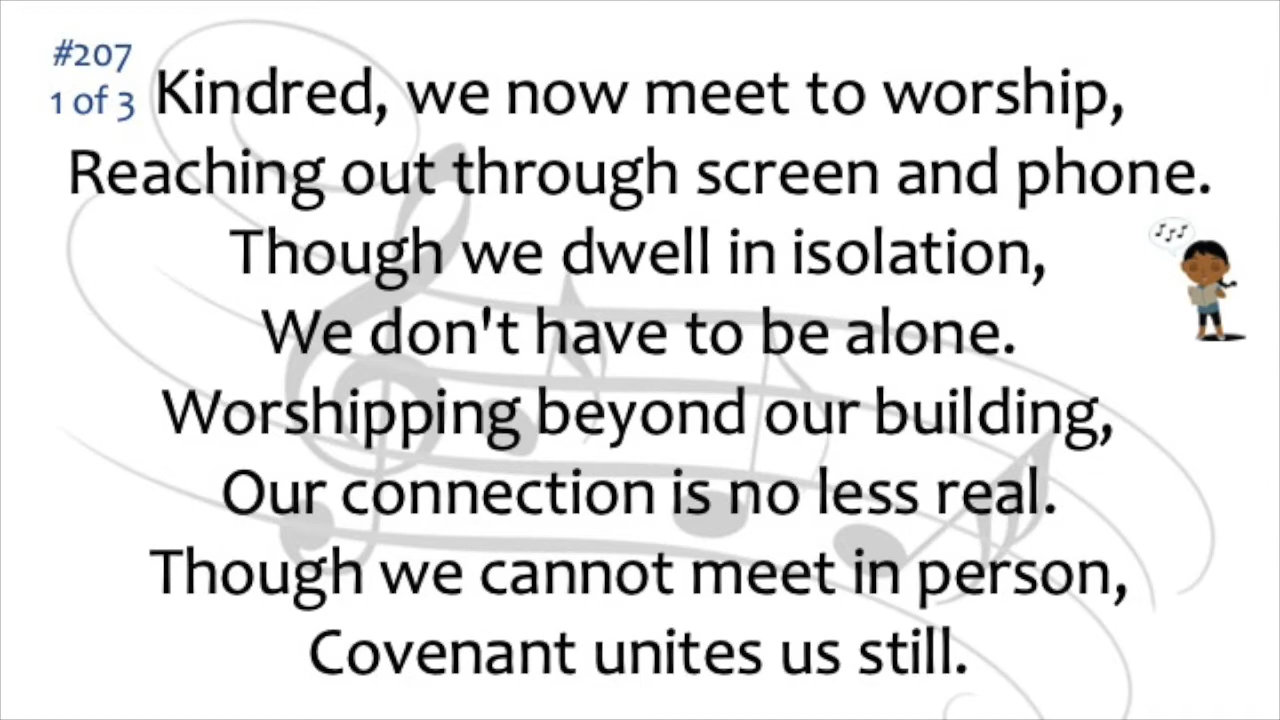 #207
1 of 3
Kindred, we now meet to worship,
Reaching out through screen and phone.
Though we dwell in isolation,
We don't have to be alone.
Worshipping beyond our building,
Our connection is no less real.
Though we cannot meet in person,
Covenant unites us still.